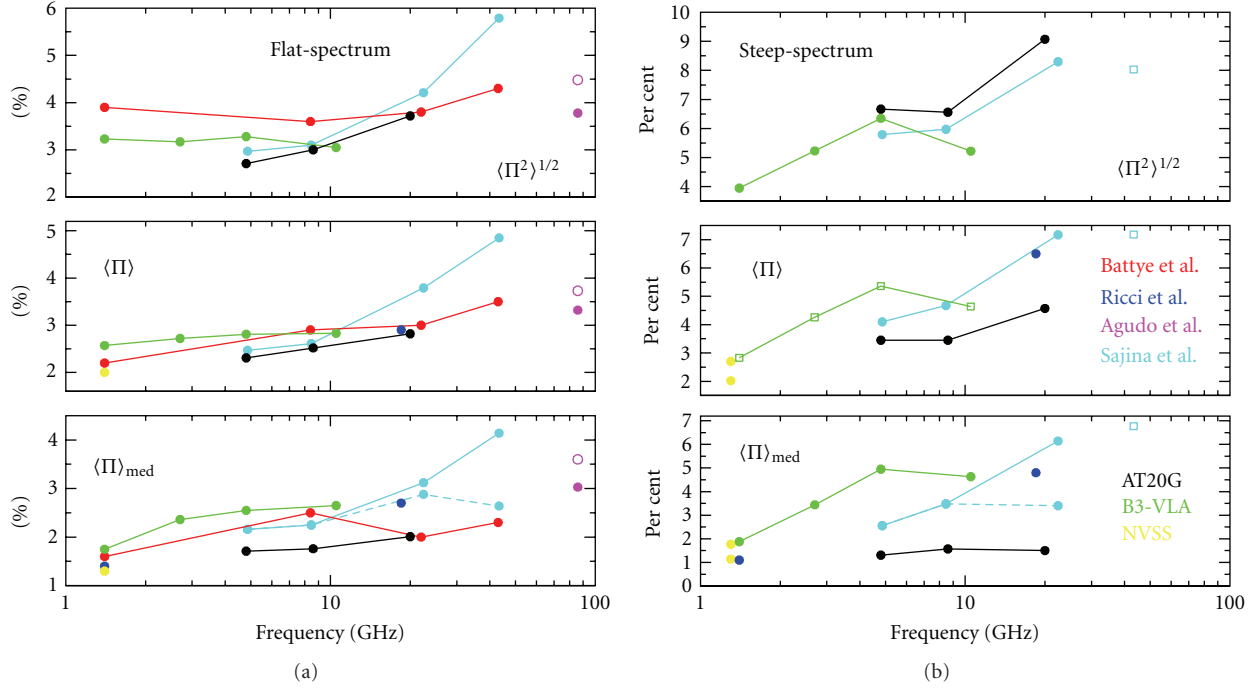 6
5
4
3
2
(%)
Flat-spectrum
⟨Π²⟩^{1/2}
5
4
3
2
(%)
⟨Π⟩
4
3
2
1
(%)
⟨Π⟩_{med}
1
10
100
Frequency (GHz)
(a)
10
9
8
7
6
5
4
Per cent
Steep-spectrum
⟨Π²⟩^{1/2}
7
6
5
4
3
2
Per cent
⟨Π⟩
Battye et al.
Ricci et al.
Agudo et al.
Sajina et al.
7
6
5
4
3
2
1
0
Per cent
⟨Π⟩_{med}
AT20G
B3-VLA
NVSS
1
10
100
Frequency (GHz)
(b)